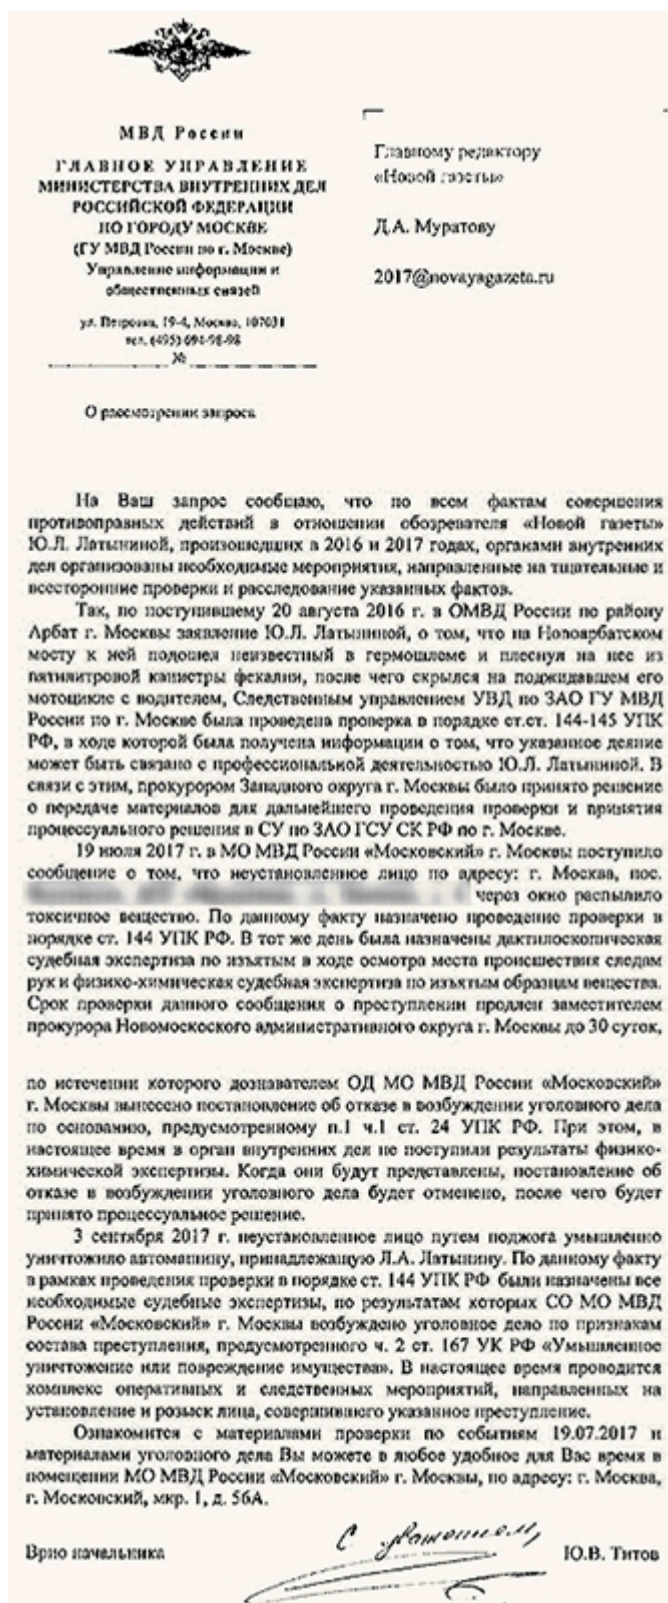 МВД России
ГЛАВНОЕ УПРАВЛЕНИЕ
МИНИСТЕРСТВА ВНУТРЕННИХ ДЕЛ
РОССИЙСКОЙ ФЕДЕРАЦИИ
ПО ГОРОДУ МОСКВЕ
(ГУ МВД России по г. Москве)
Управление информации и
общественных связей
ул. Петровка, 19-4, Москва, 107031
тел. (495) 694-98-98
№
О рассмотрении запроса
Главному редактору
«Новой газеты»
Д.А. Муратову
2017@novayagazeta.ru
На Ваш запрос сообщаю, что по всем фактам совершения
противоправных действий в отношении обозревателя «Новой газеты»
Ю.Л. Латыниной, произошедших в 2016 и 2017 годах, органами внутренних
дел организованы необходимые мероприятия, направленные на тщательные и
всесторонние проверки и расследование указанных фактов.
Так, по поступившему 20 августа 2016 г. в ОМВД России по району
Арбат г. Москвы заявление Ю.Л. Латыниной, о том, что на Новоарбатском
мосту к ней подошел неизвестный в гермошлеме и плеснул на нее из
пятилитровой канистры фекалии, после чего скрылся на поджидавшем его
мотоцикле с водителем, Следственным управлением УВД по ЗАО ГУ МВД
России по г. Москве была проведена проверка в порядке ст.ст. 144-145 УПК
РФ, в ходе которой была получена информации о том, что указанное деяние
может быть связано с профессиональной деятельностью Ю.Л. Латыниной. В
связи с этим, прокурором Западного округа г. Москвы было принято решение
о передаче материалов для дальнейшего проведения проверки и принятия
процессуального решения в СУ по ЗАО ГСУ СК РФ по г. Москве.
19 июля 2017 г. в МО МВД России «Московский» г. Москвы поступило
сообщение о том, что неустановленное лицо по адресу: г. Москва, пос.
через окно распылило
токсичное вещество. По данному факту назначено проведение проверки в
порядке ст. 144 УПК РФ. В тот же день была назначены дактилоскопическая
судебная экспертиза по изъятым в ходе осмотра места происшествия следам
рук и физико-химическая судебная экспертиза по изъятым образцам вещества.
Срок проверки данного сообщения о преступлении продлен заместителем
прокурора Новомоскоского административного округа г. Москвы до 30 суток,
по истечении которого дознавателем ОД МО МВД России «Московский»
г. Москвы вынесено постановление об отказе в возбуждении уголовного дела
по основанию, предусмотренному п.1 ч.1 ст. 24 УПК РФ. При этом, в
настоящее время в орган внутренних дел не поступили результаты физико-
химической экспертизы. Когда они будут представлены, постановление об
отказе в возбуждении уголовного дела будет отменено, после чего будет
принято процессуальное решение.
3 сентября 2017 г. неустановленное лицо путем поджога умышленно
уничтожило автомашину, принадлежащую Л.А. Латынину. По данному факту
в рамках проведения проверки в порядке ст. 144 УПК РФ были назначены все
необходимые судебные экспертизы, по результатам которых СО МО МВД
России «Московский» г. Москвы возбуждено уголовное дело по признакам
состава преступления, предусмотренного ч. 2 ст. 167 УК РФ «Умышленное
уничтожение или повреждение имущества». В настоящее время проводится
комплекс оперативных и следственных мероприятий, направленных на
установление и розыск лица, совершившего указанное преступление.
Ознакомится с материалами проверки по событиям 19.07.2017 и
материалами уголовного дела Вы можете в любое удобное для Вас время в
помещении МО МВД России «Московский» г. Москвы, по адресу: г. Москва,
г. Московский, мкр. 1, д. 56А.
С уважением,
Врио начальника Ю.В. Титов